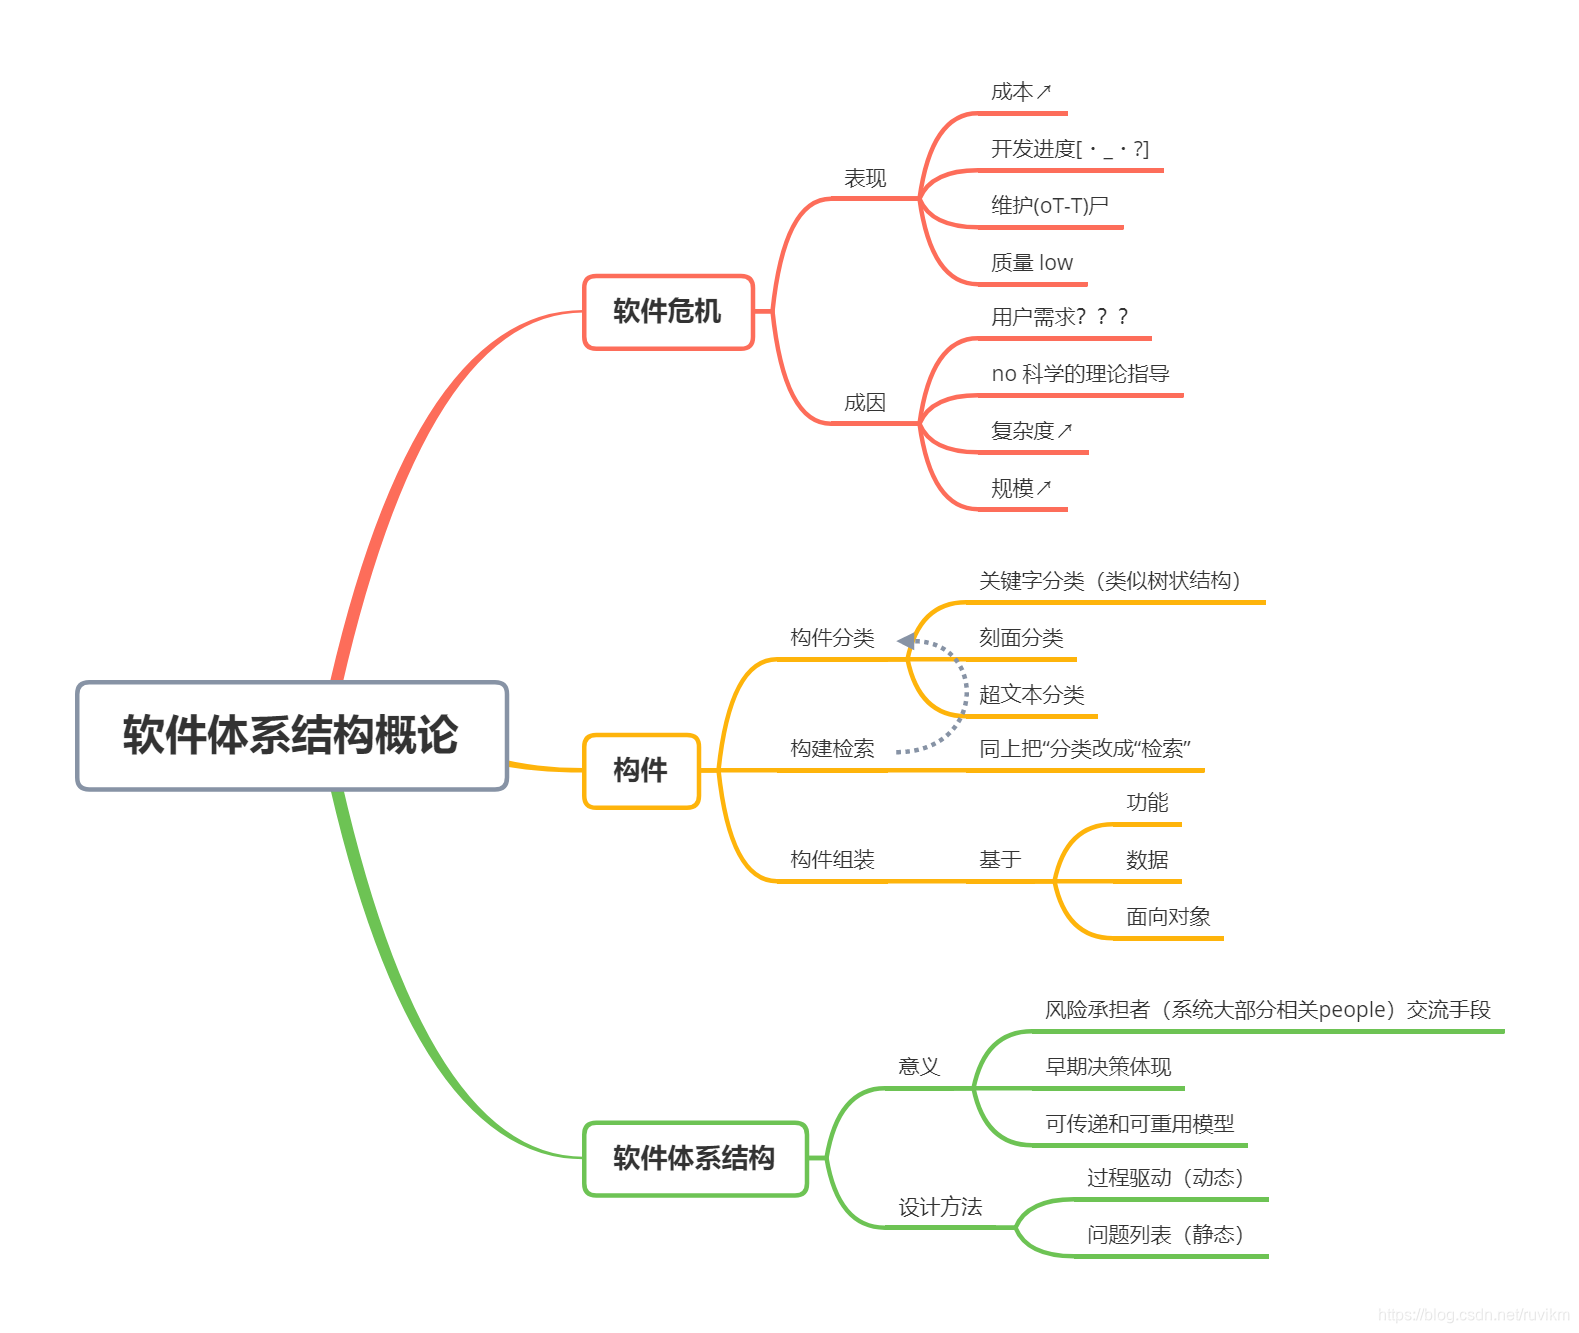 软件体系结构概论
软件危机
表现
成本↗
开发进度[・_・?]
维护(oT-T)尸
质量 low
成因
用户需求？？？
no 科学的理论指导
复杂度↗
规模↗
构件
构件分类
关键字分类（类似树状结构）
刻面分类
超文本分类
构建检索
同上把“分类改成“检索”
构件组装
基于
功能
数据
面向对象
软件体系结构
意义
风险承担者（系统大部分相关people）交流手段
早期决策体现
可传递和可重用模型
设计方法
过程驱动（动态）
问题列表（静态）
https://blog.csdn.net/ruvikm